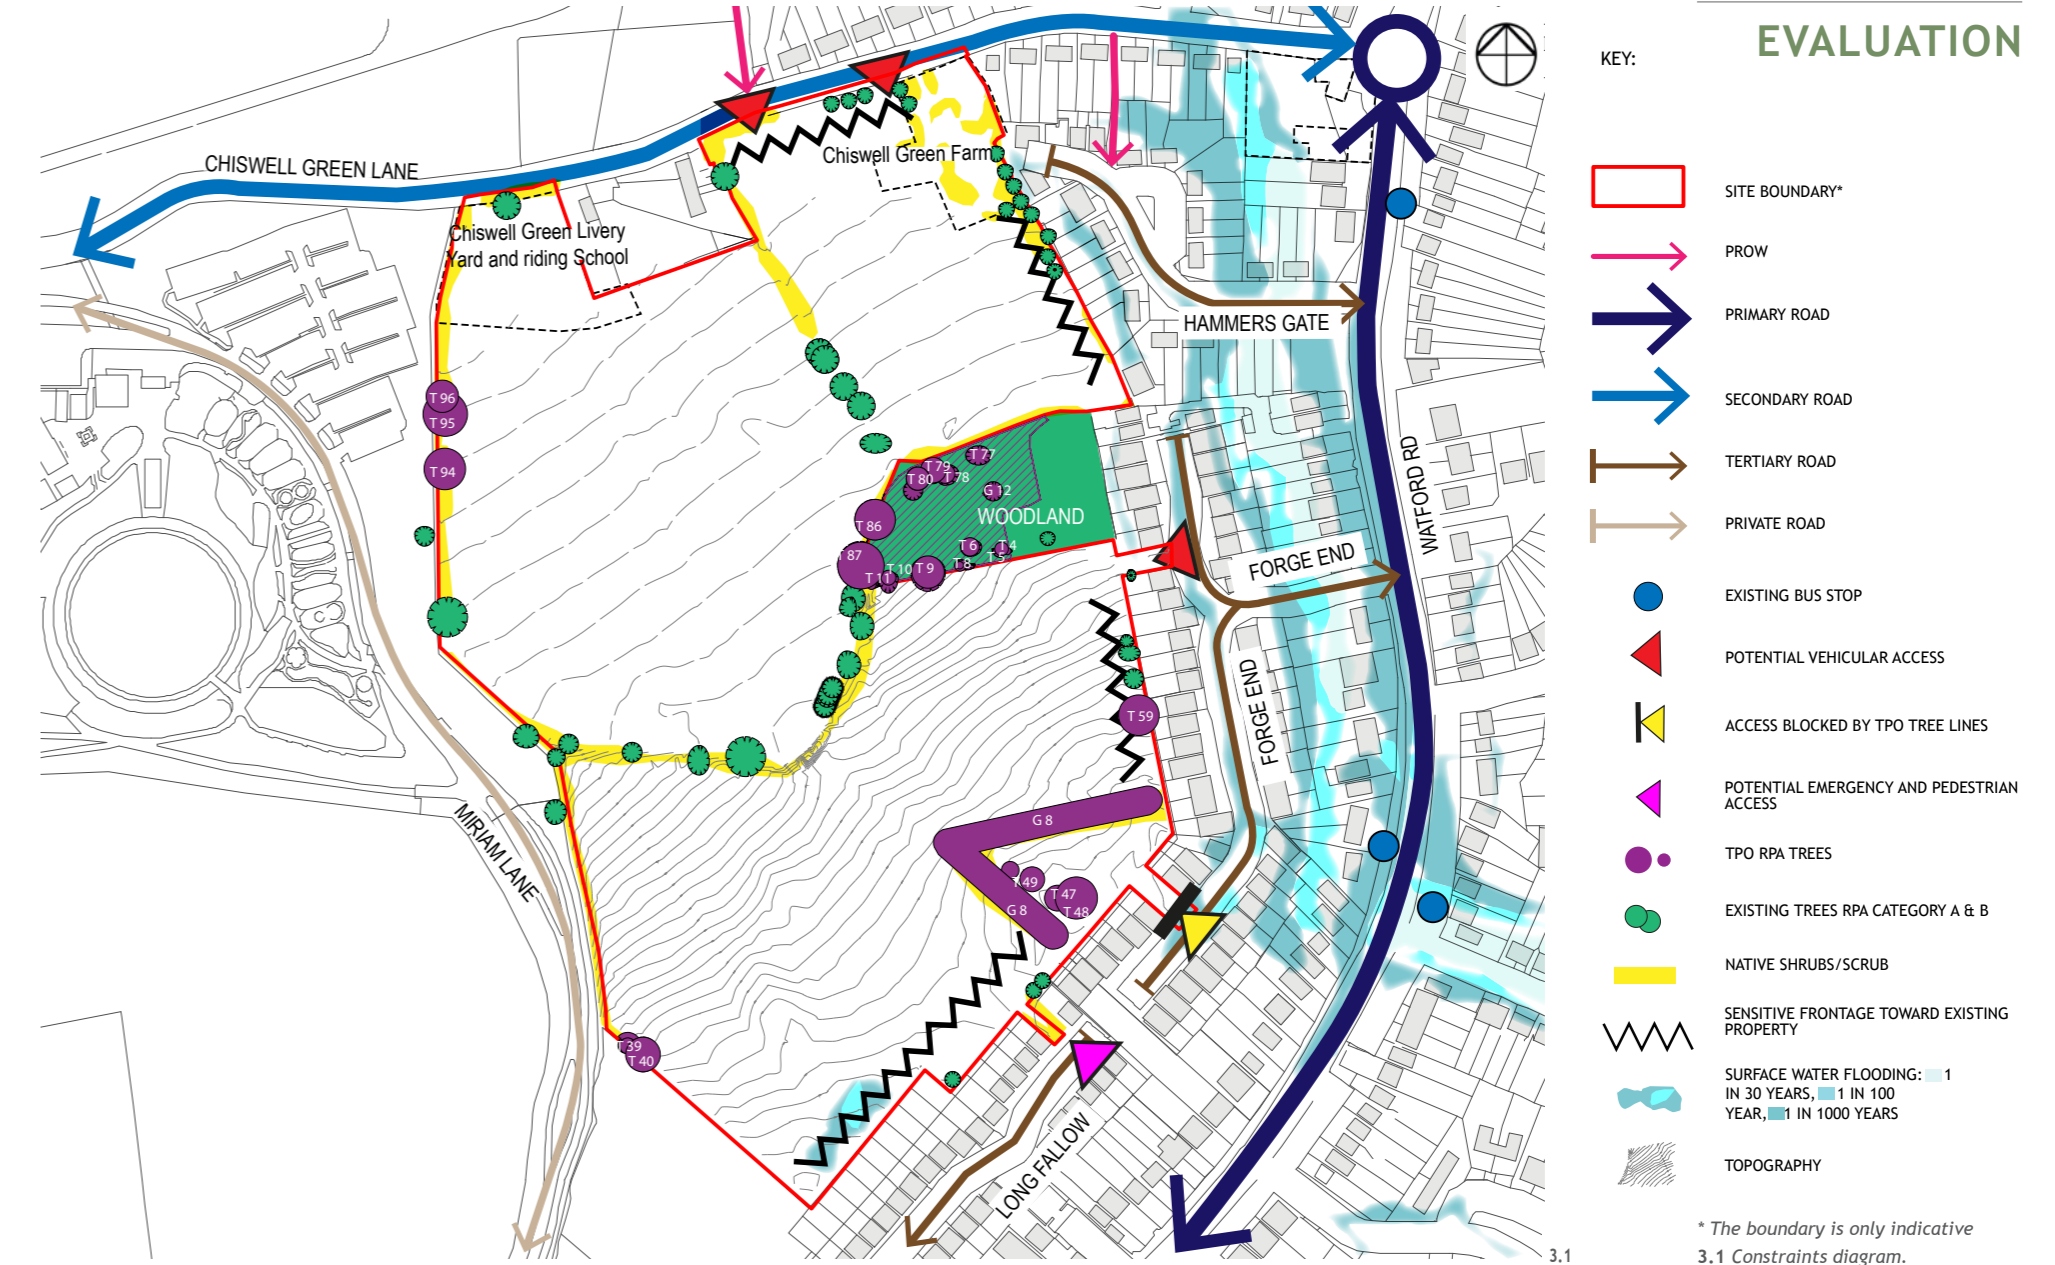 EVALUATION
KEY:
SITE BOUNDARY*
PROW
PRIMARY ROAD
SECONDARY ROAD
TERTIARY ROAD
PRIVATE ROAD
EXISTING BUS STOP
POTENTIAL VEHICULAR ACCESS
ACCESS BLOCKED BY TPO TREE LINES
POTENTIAL EMERGENCY AND PEDESTRIAN
ACCESS
TPO RPA TREES
EXISTING TREES RPA CATEGORY A & B
NATIVE SHRUBS/SCRUB
SENSITIVE FRONTAGE TOWARD EXISTING
PROPERTY
SURFACE WATER FLOODING: 1
IN 30 YEARS, 1 IN 100
YEAR, 1 IN 1000 YEARS
TOPOGRAPHY
* The boundary is only indicative
3.1 Constraints diagram.
3.1
CHISWELL GREEN LANE
Chiswell Green Farm
Chiswell Green Livery
Yard and riding School
HAMMERS GATE
WATFORD RD
FORGE END
FORGE END
LONG FALLOW
MIRIAM LANE
WOODLAND
T 96
T 95
T 94
T 77
T 79
T 78
T 80
G 12
T 86
T 87
T 6
T 4
T 5
T 8
T 9
T 10
T 11
T 59
G 8
T 49
T 47
T 48
G 8
T 39
T 40